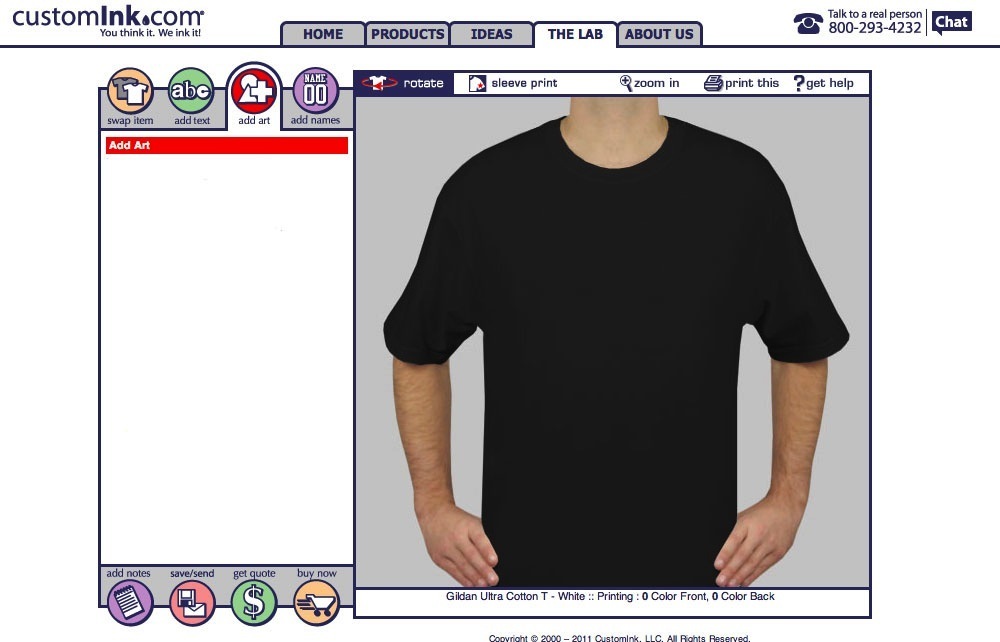 customInk.com
You think it. We ink it!
HOME
PRODUCTS
IDEAS
THE LAB
ABOUT US
Talk to a real person
800-293-4232
Chat
swap item
abc
add text
add art
NAME
00
add names
rotate
sleeve print
zoom in
print this
? get help
Add Art
add notes
save/send
get quote
$
buy now
Gildan Ultra Cotton T - White :: Printing : 0 Color Front, 0 Color Back
Copyright © 2000 – 2011 CustomInk, LLC. All Rights Reserved.